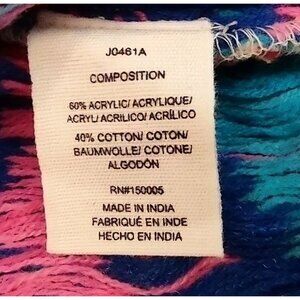 J0461A
COMPOSITION
60% ACRYLIC/ ACRYLIQUE/
ACRYL/ ACRILICO/ ACRÍLICO
40% COTTON/ COTON/
BAUMWOLLE/ COTONE/
ALGODÓN
RN#150005
MADE IN INDIA
FABRIQUÉ EN INDE
HECHO EN INDIA